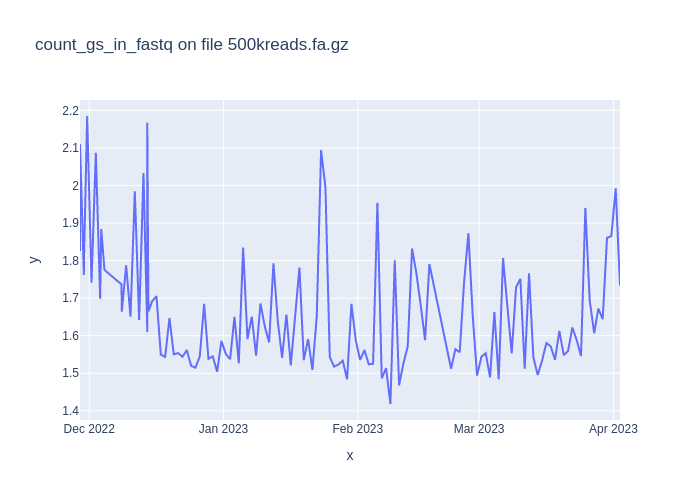 count_gs_in_fastq on file 500kreads.fa.gz
2.2
2.1
2
1.9
1.8
1.7
1.6
1.5
1.4
y
Dec 2022
Jan 2023
Feb 2023
Mar 2023
Apr 2023
x